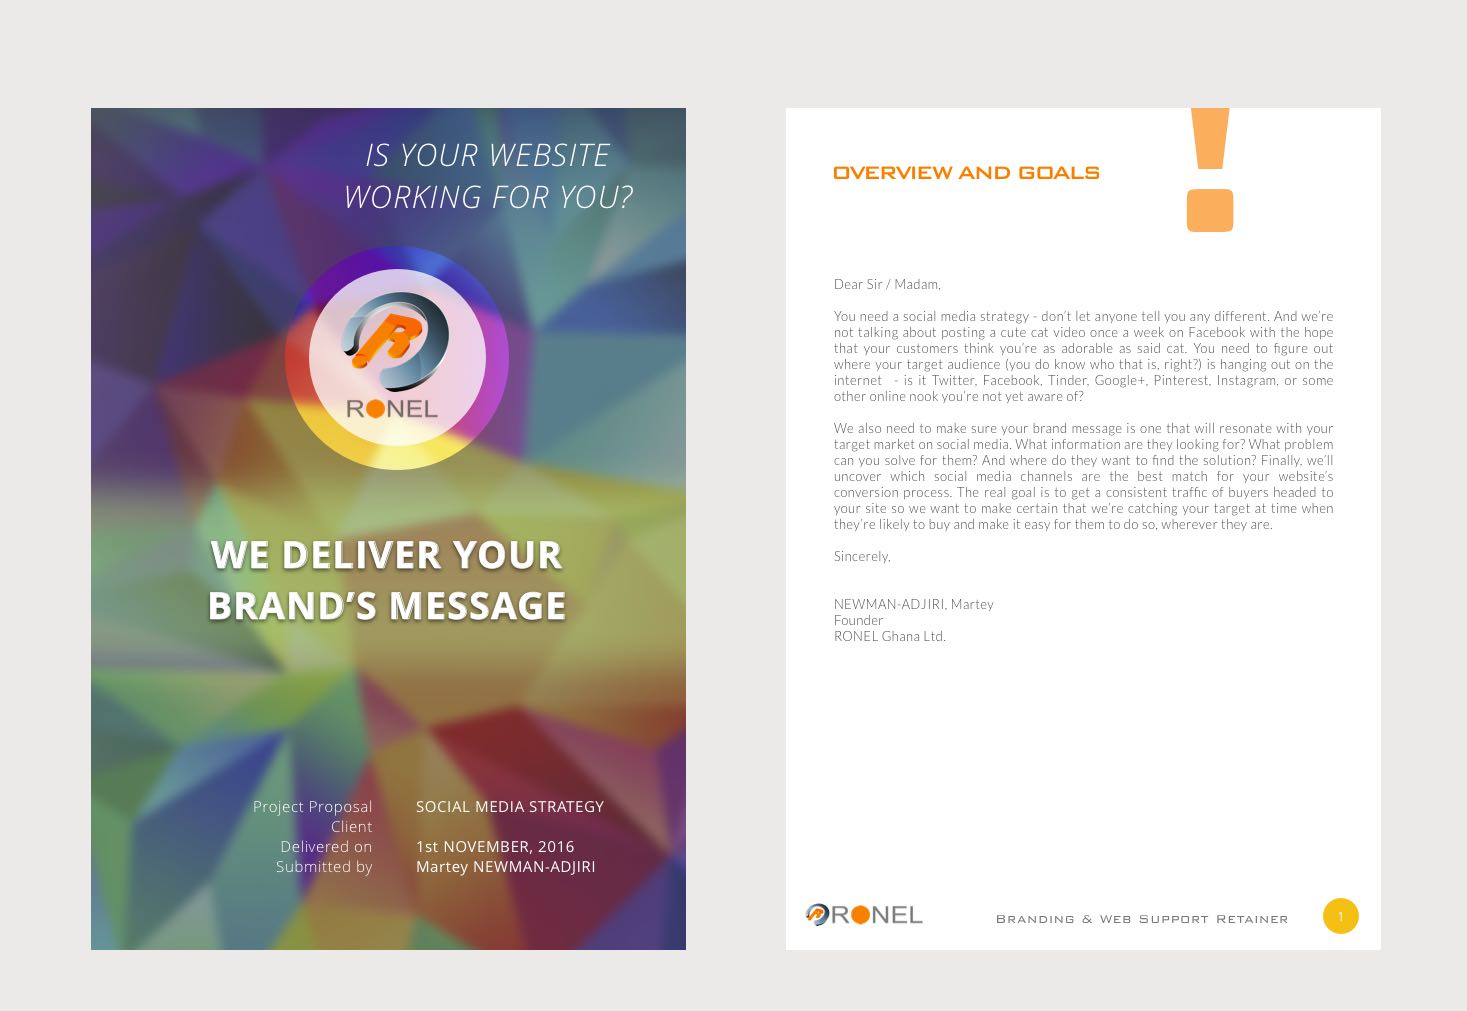 IS YOUR WEBSITE
WORKING FOR YOU?
RONEL
WE DELIVER YOUR
BRAND’S MESSAGE
Project Proposal SOCIAL MEDIA STRATEGY
Client
Delivered on 1st NOVEMBER, 2016
Submitted by Martey NEWMAN-ADJIRI
OVERVIEW AND GOALS
Dear Sir / Madam,
You need a social media strategy - don’t let anyone tell you any different. And we’re
not talking about posting a cute cat video once a week on Facebook with the hope
that your customers think you’re as adorable as said cat. You need to figure out
where your target audience (you do know who that is, right?) is hanging out on the
internet - is it Twitter, Facebook, Tinder, Google+, Pinterest, Instagram, or some
other online nook you’re not yet aware of?
We also need to make sure your brand message is one that will resonate with your
target market on social media. What information are they looking for? What problem
can you solve for them? And where do they want to find the solution? Finally, we’ll
uncover which social media channels are the best match for your website’s
conversion process. The real goal is to get a consistent traffic of buyers headed to
your site so we want to make certain that we’re catching your target at time when
they’re likely to buy and make it easy for them to do so, wherever they are.
Sincerely,
NEWMAN-ADJIRI, Martey
Founder
RONEL Ghana Ltd.
RONEL
Branding & Web Support Retainer
1